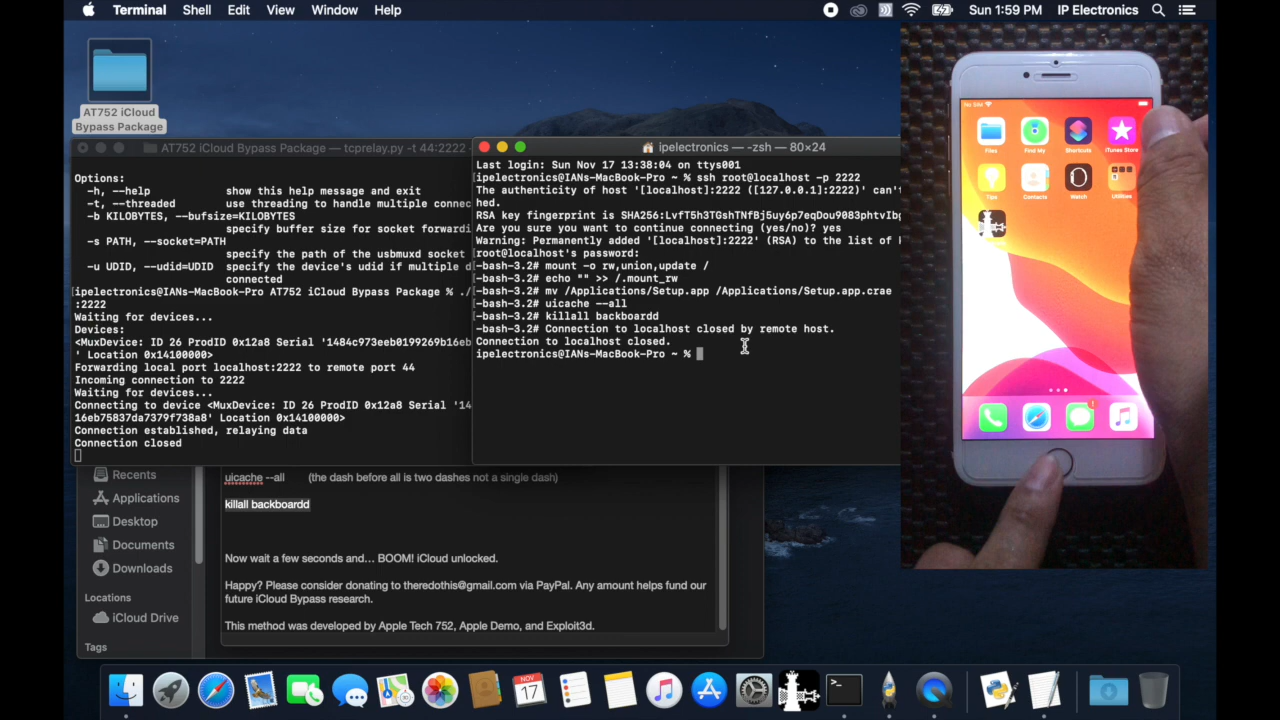 Terminal Shell Edit View Window Help
Sun 1:59 PM IP Electronics
AT752 iCloud
Bypass Package
AT752 iCloud Bypass Package — tcprelay.py -t 44:2222
Options:
-h, --help show this help message and exit
-t, --threaded use threading to handle multiple connec
-b KILOBYTES, --bufsize=KILOBYTES
specify buffer size for socket forwardi
-s PATH, --socket=PATH
specify the path of the usbmuxd socket
-u UDID, --udid=UDID specify the device's udid if multiple d
connected
[ipelectronics@IANs-MacBook-Pro AT752 iCloud Bypass Package % ./
:2222
Waiting for devices...
Devices:
<MuxDevice: ID 26 ProdID 0x12a8 Serial '1484c973eeb0199269b16eb
' Location 0x14100000>
Forwarding local port localhost:2222 to remote port 44
Incoming connection to 2222
Waiting for devices...
Connecting to device <MuxDevice: ID 26 ProdID 0x12a8 Serial '14
16eb75837da7379f738a8' Location 0x14100000>
Connection established, relaying data
Connection closed
ipelectronics — -zsh — 80×24
Last login: Sun Nov 17 13:38:04 on ttys001
[ipelectronics@IANs-MacBook-Pro ~ % ssh root@localhost -p 2222
The authenticity of host '[localhost]:2222 ([127.0.0.1]:2222)' can't
hed.
RSA key fingerprint is SHA256:LvfT5h3TGshTNfBj5uy6p7eqDou9083phtvIbg
Are you sure you want to continue connecting (yes/no)? yes
Warning: Permanently added '[localhost]:2222' (RSA) to the list of k
[root@localhost's password:
[-bash-3.2# mount -o rw,union,update /
[-bash-3.2# echo "" >> /.mount_rw
[-bash-3.2# mv /Applications/Setup.app /Applications/Setup.app.crae
[-bash-3.2# uicache --all
[-bash-3.2# killall backboardd
-bash-3.2# Connection to localhost closed by remote host.
Connection to localhost closed.
ipelectronics@IANs-MacBook-Pro ~ %
Files Find My Shortcuts iTunes Store
Tips Contacts Watch Utilities
Recents
Applications
Desktop
Documents
Downloads
Locations
iCloud Drive
Tags
uicache --all (the dash before all is two dashes not a single dash)
killall backboardd
Now wait a few seconds and... BOOM! iCloud unlocked.
Happy? Please consider donating to theredothis@gmail.com via PayPal. Any amount helps fund our
future iCloud Bypass research.
This method was developed by Apple Tech 752, Apple Demo, and Exploit3d.
NOV
17